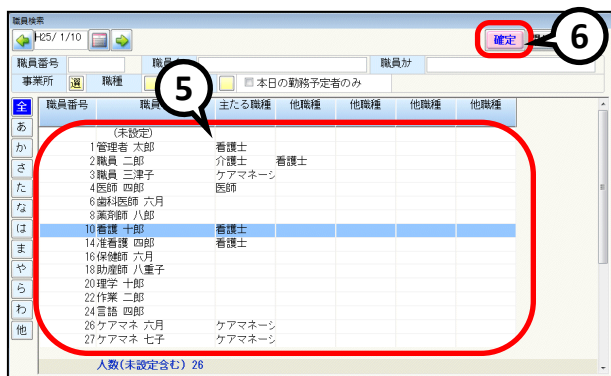 職員検索
H25/ 1/10 確定 6
職員番号 職員 職員ｶﾅ
事業所 選 職種 本日の勤務予定者のみ
5
全 職員番号 職員 主たる職種 他職種 他職種 他職種 他職種
あ
か
さ
た
な
は
ま
や
ら
わ
他
(未設定)
1 管理者 太郎 看護士
2 職員 二郎 介護士 看護士
3 職員 三津子 ケアマネーシ
4 医師 四郎 医師
6 歯科医師 六月
8 薬剤師 八郎
10 看護 十郎 看護士
14 准看護 四郎 看護士
16 保健師 六月
18 助産師 八重子
20 理学 十郎
22 作業 二郎
24 言語 四郎
26 ケアマネ 六月 ケアマネーシ
27 ケアマネ 七子 ケアマネーシ
人数(未設定含む) 26